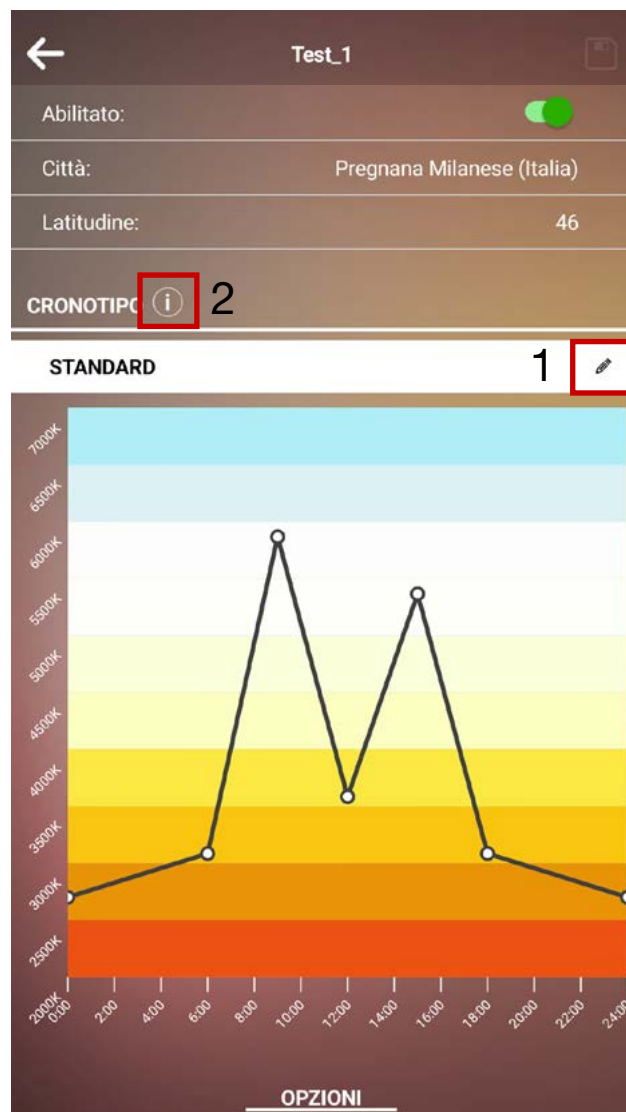 Test_1
Abilitato:
Città: Pregnana Milanese (Italia)
Latitudine: 46
CRONOTIPO i 2
STANDARD 1
7000K
6500K
6000K
5500K
5000K
4500K
4000K
3500K
3000K
2500K
2000K
0:00 2:00 4:00 6:00 8:00 10:00 12:00 14:00 16:00 18:00 20:00 22:00 24:00
OPZIONI